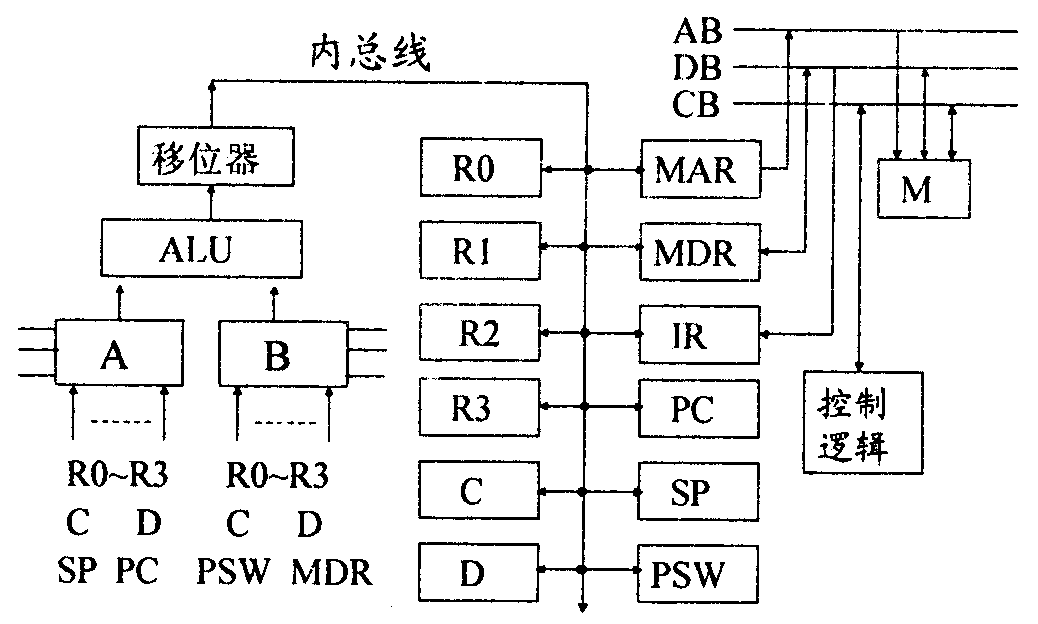 内总线
AB
DB
CB
移位器
ALU
A
B
R0~R3
C D
SP PC
R0~R3
C D
PSW MDR
R0 MAR
R1 MDR
R2 IR
R3 PC
C SP
D PSW
M
控制
逻辑